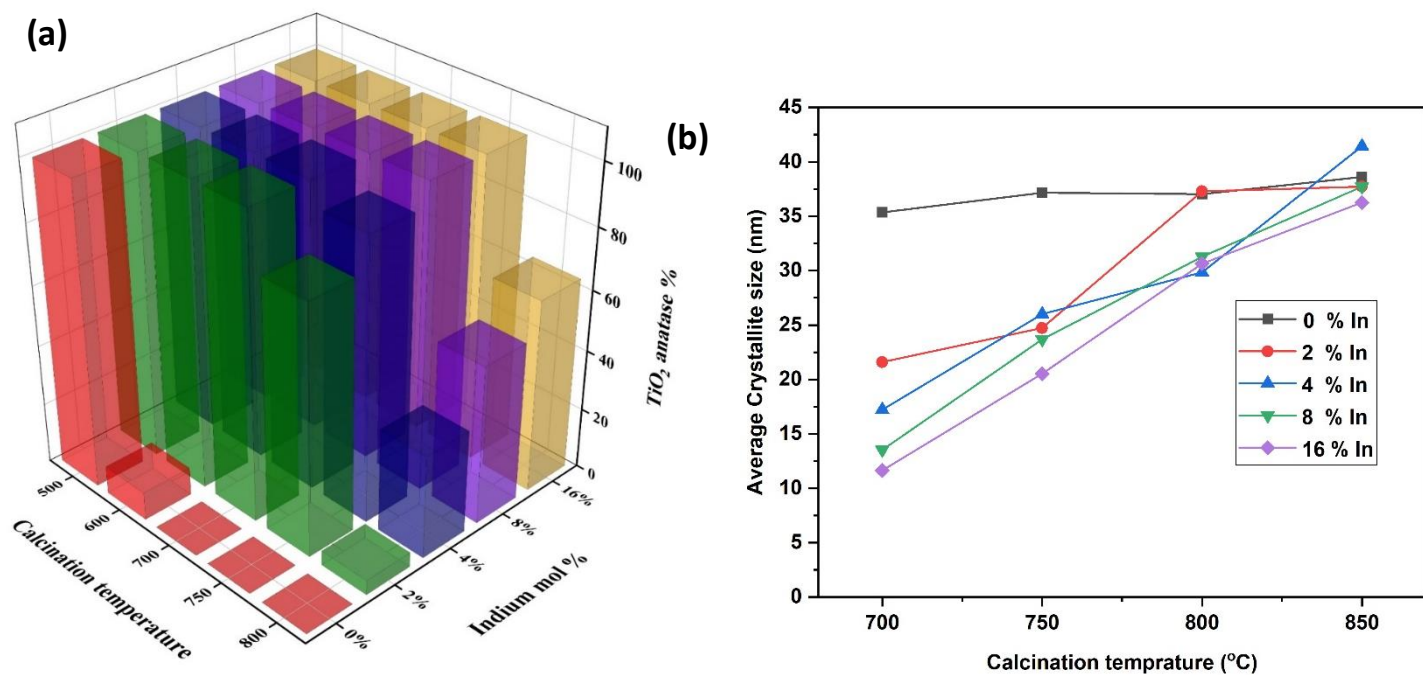 (a)
100
80
60
40
20
0
TiO2 anatase %
500
600
700
750
800
Calcination temperature
0%
2%
4%
8%
16%
Indium mol %
(b)
45
40
35
30
25
20
15
10
5
0
Average Crystallite size (nm)
700
750
800
850
Calcination temprature (oC)
0 % In
2 % In
4 % In
8 % In
16 % In